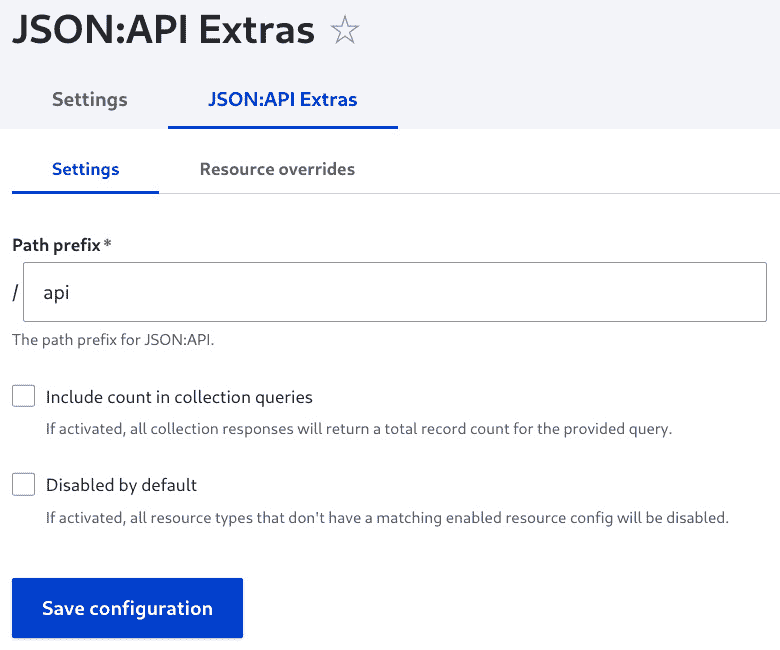 JSON:API Extras
Settings JSON:API Extras
Settings Resource overrides
Path prefix*
/ api
The path prefix for JSON:API.
Include count in collection queries
If activated, all collection responses will return a total record count for the provided query.
Disabled by default
If activated, all resource types that don't have a matching enabled resource config will be disabled.
Save configuration